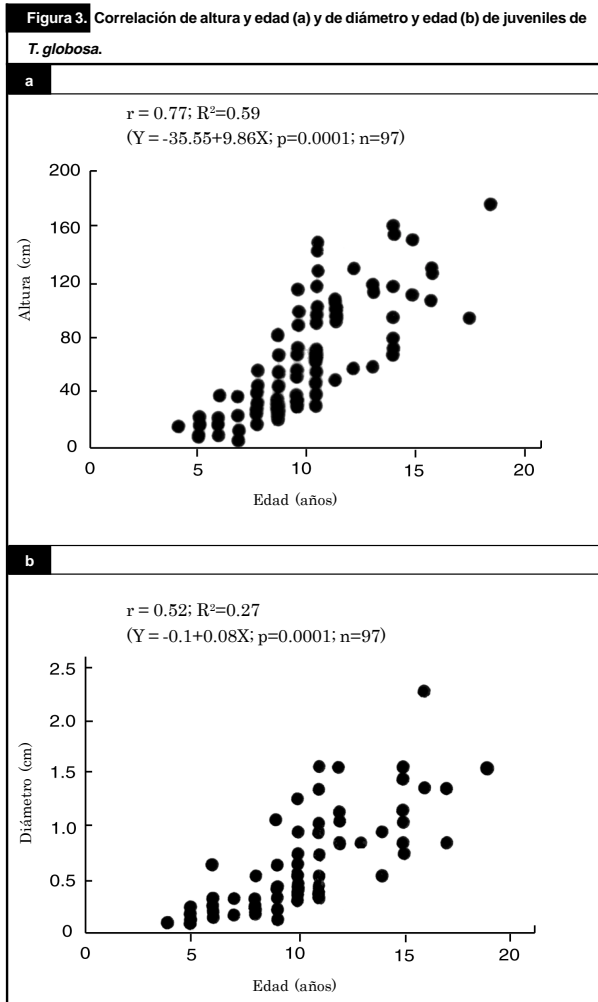 Figura 3. Correlación de altura y edad (a) y de diámetro y edad (b) de juveniles de
T. globosa.
a
r = 0.77; R²=0.59
(Y = -35.55+9.86X; p=0.0001; n=97)
200
160
120
80
40
0
Altura (cm)
0 5 10 15 20
Edad (años)
b
r = 0.52; R²=0.27
(Y = -0.1+0.08X; p=0.0001; n=97)
2.5
2.0
1.5
1.0
0.5
0
Diámetro (cm)
0 5 10 15 20
Edad (años)